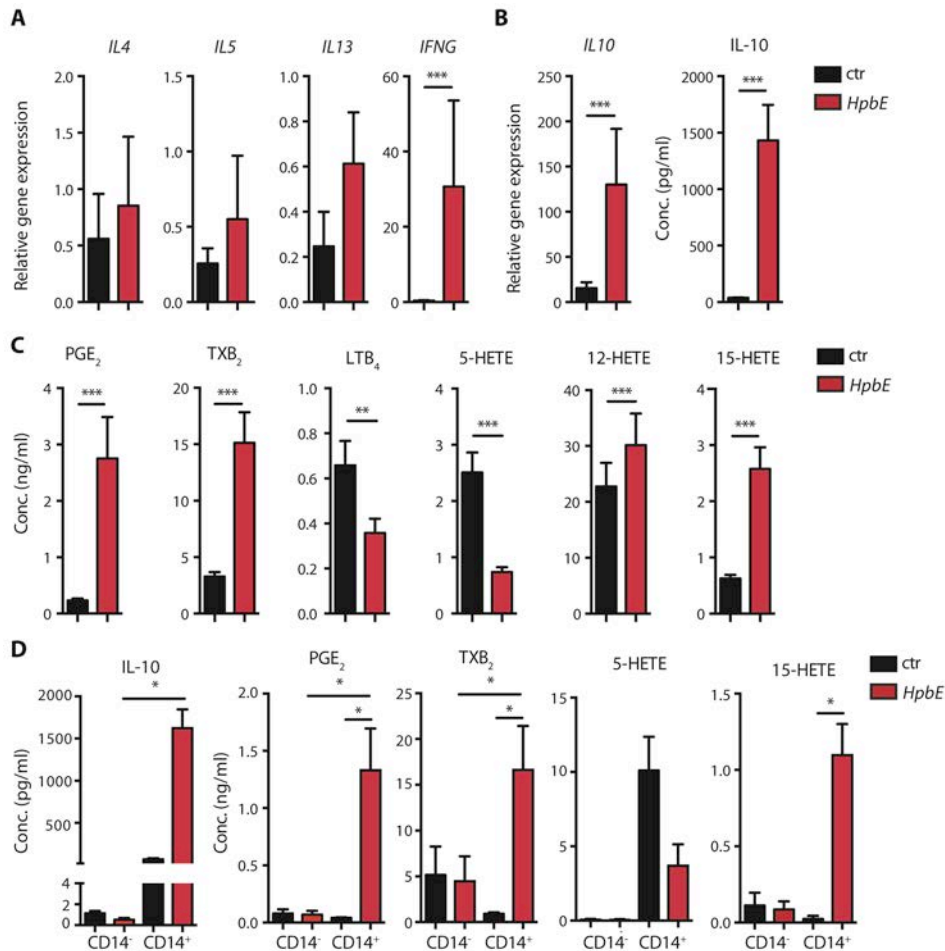 A
B
IL4
IL5
IL13
IFNG
IL10
IL-10
ctr
HpbE
Relative gene expression
2.0
1.5
1.0
0.5
0.0
1.5
1.0
0.5
0.0
1.0
0.8
0.6
0.4
0.2
0.0
***
60
40
20
0
Relative gene expression
***
250
200
150
100
50
0
Conc. (pg/ml)
***
2000
1500
1000
500
0
C
PGE2
TXB2
LTB4
5-HETE
12-HETE
15-HETE
ctr
HpbE
Conc. (ng/ml)
***
4
3
2
1
0
***
20
15
10
5
0
**
1.0
0.8
0.6
0.4
0.2
0.0
***
4
3
2
1
0
***
40
30
20
10
0
***
4
3
2
1
0
D
IL-10
PGE2
TXB2
5-HETE
15-HETE
ctr
HpbE
Conc. (pg/ml)
*
2000
1500
1000
500
4
2
0
CD14- CD14+
Conc. (ng/ml)
*
*
2.0
1.5
1.0
0.5
0.0
CD14- CD14+
*
*
25
20
15
10
5
0
CD14- CD14+
15
10
5
0
CD14- CD14+
*
1.5
1.0
0.5
0.0
CD14- CD14+